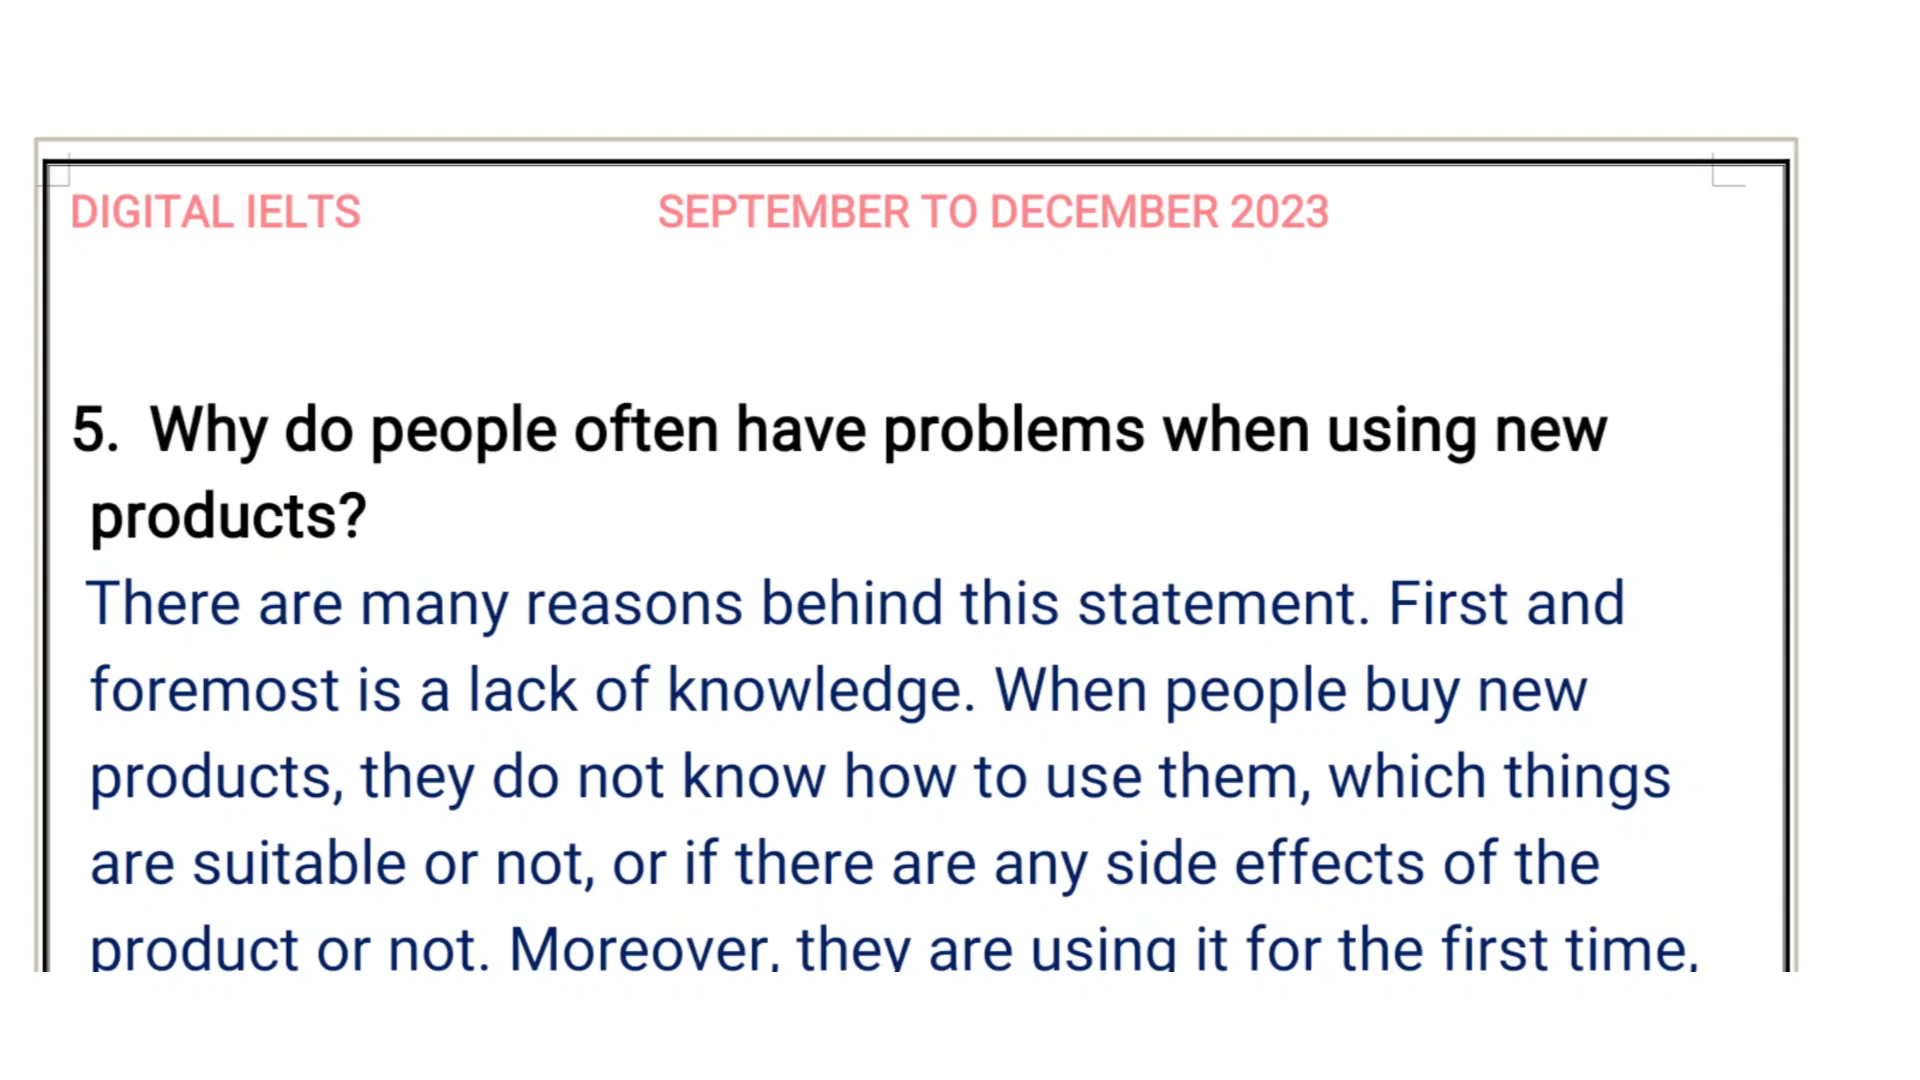 DIGITAL IELTS SEPTEMBER TO DECEMBER 2023
5. Why do people often have problems when using new
products?
There are many reasons behind this statement. First and
foremost is a lack of knowledge. When people buy new
products, they do not know how to use them, which things
are suitable or not, or if there are any side effects of the
product or not. Moreover, they are using it for the first time,